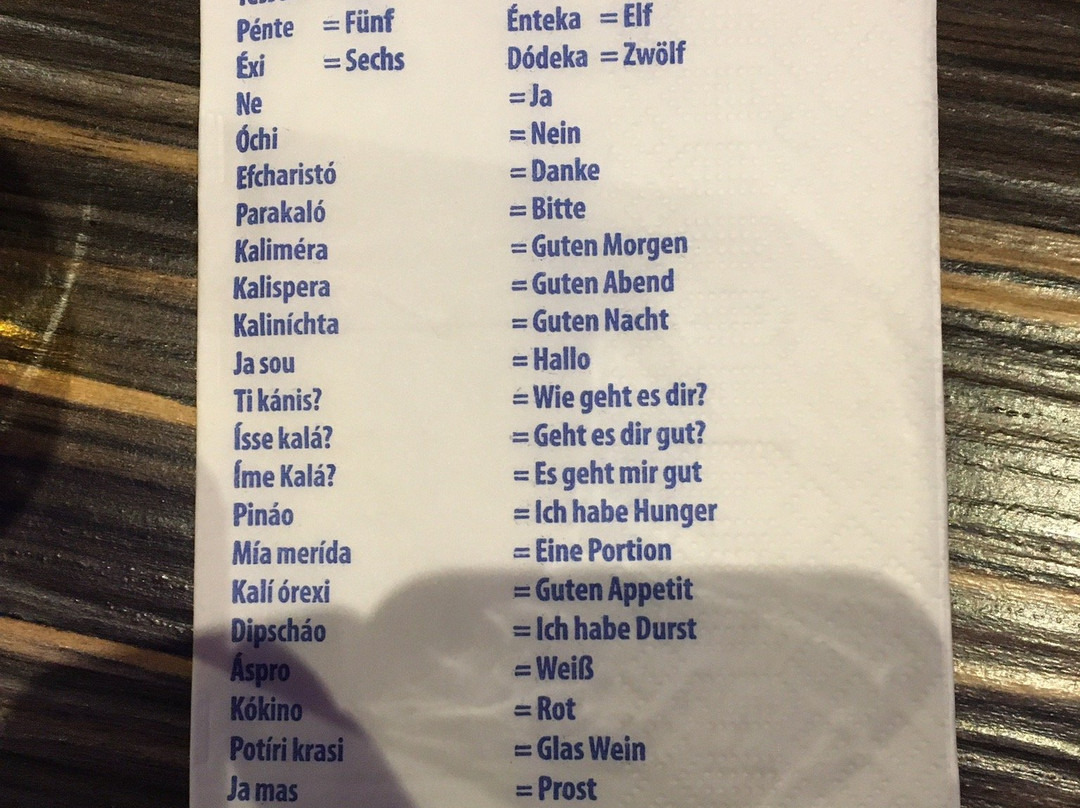 Pénte = Fünf Énteka = Elf
Éxi = Sechs Dódeka = Zwölf
Ne = Ja
Óchi = Nein
Efcharistó = Danke
Parakaló = Bitte
Kaliméra = Guten Morgen
Kalispera = Guten Abend
Kaliníchta = Guten Nacht
Ja sou = Hallo
Ti kánis? = Wie geht es dir?
Ísse kalá? = Geht es dir gut?
Íme Kalá? = Es geht mir gut
Pináo = Ich habe Hunger
Mía merída = Eine Portion
Kalí órexi = Guten Appetit
Dipscháo = Ich habe Durst
Áspro = Weiß
Kókino = Rot
Potíri krasi = Glas Wein
Ja mas = Prost